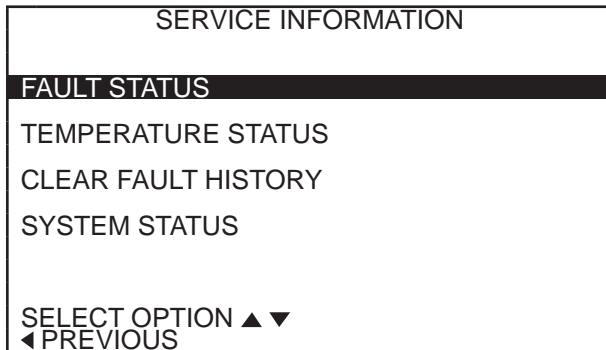 SERVICE INFORMATION
FAULT STATUS
TEMPERATURE STATUS
CLEAR FAULT HISTORY
SYSTEM STATUS
SELECT OPTION ▲ ▼
◀ PREVIOUS